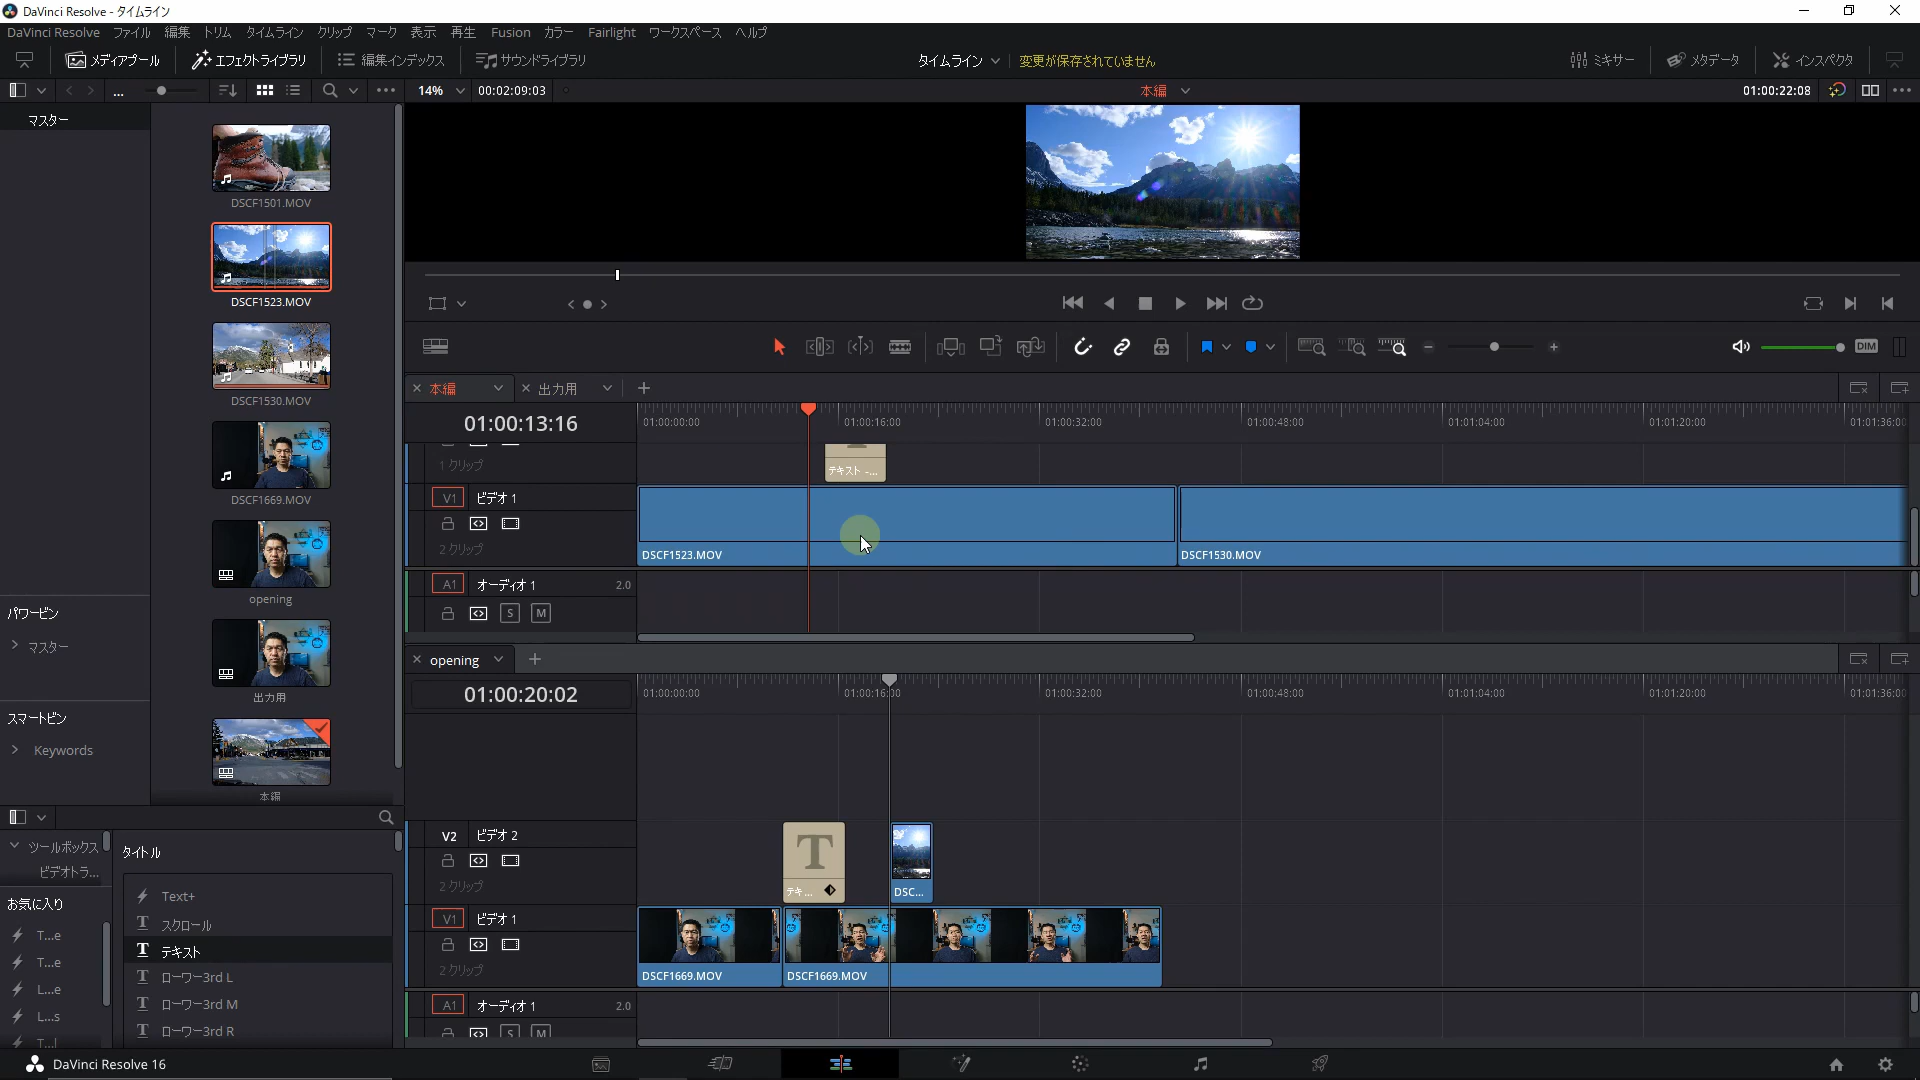 DaVinci Resolve - タイムライン
DaVinci Resolve ファイル 編集 トリム タイムライン クリップ マーク 表示 再生 Fusion カラー Fairlight ワークスペース ヘルプ
メディアプール エフェクトライブラリ 編集インデックス サウンドライブラリ タイムライン 変更が保存されていません ミキサー メタデータ インスペクタ
... 14% 00:02:09:03 本編 01:00:22:08
マスター
DSCF1501.MOV
DSCF1523.MOV
DSCF1530.MOV
DSCF1669.MOV
opening
出力用
本編
パワービン
マスター
スマートビン
Keywords
DIM
本編 出力用
01:00:13:16
01:00:00:00 01:00:16:00 01:00:32:00 01:00:48:00 01:01:04:00 01:01:20:00 01:01:36:00
1 クリップ
テキスト -...
V1 ビデオ 1
2 クリップ
DSCF1523.MOV DSCF1530.MOV
A1 オーディオ 1 2.0
S M
opening
01:00:20:02
01:00:00:00 01:00:16:00 01:00:32:00 01:00:48:00 01:01:04:00 01:01:20:00 01:01:36:00
V2 ビデオ 2
2 クリップ
T
テキ... DSC...
V1 ビデオ 1
2 クリップ
DSCF1669.MOV DSCF1669.MOV
A1 オーディオ 1 2.0
S M
ツールボックス
ビデオトラ...
お気に入り
T...e
T...e
L...e
L...s
T...l
タイトル
Text+
スクロール
テキスト
ローワー3rd L
ローワー3rd M
ローワー3rd R
DaVinci Resolve 16